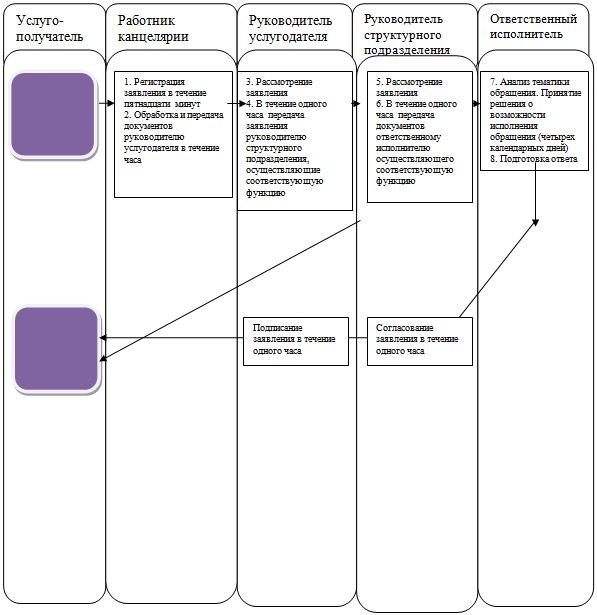 Услуго-
получатель
Работник
канцелярии
Руководитель
услугодателя
Руководитель
структурного
подразделения
Ответственный
исполнитель
1. Регистрация
заявления в течение
пятнадцати минут
2. Обработка и передача
документов
руководителю
услугодателя в течение
часа
3. Рассмотрение
заявления
4. В течение одного
часа передача
заявления
руководителю
структурного
подразделения,
осуществляющие
соответствующую
функцию
5. Рассмотрение
заявления
6. В течение одного
часа передача
документов
ответственному
исполнителю
осуществляющего
соответствующую
функцию
7. Анализ тематики
обращения. Принятие
решения о
возможности
исполнения
обращения (четырех
календарных дней)
8. Подготовка ответа
Подписание
заявления в течение
одного часа
Согласование
заявления в течение
одного часа